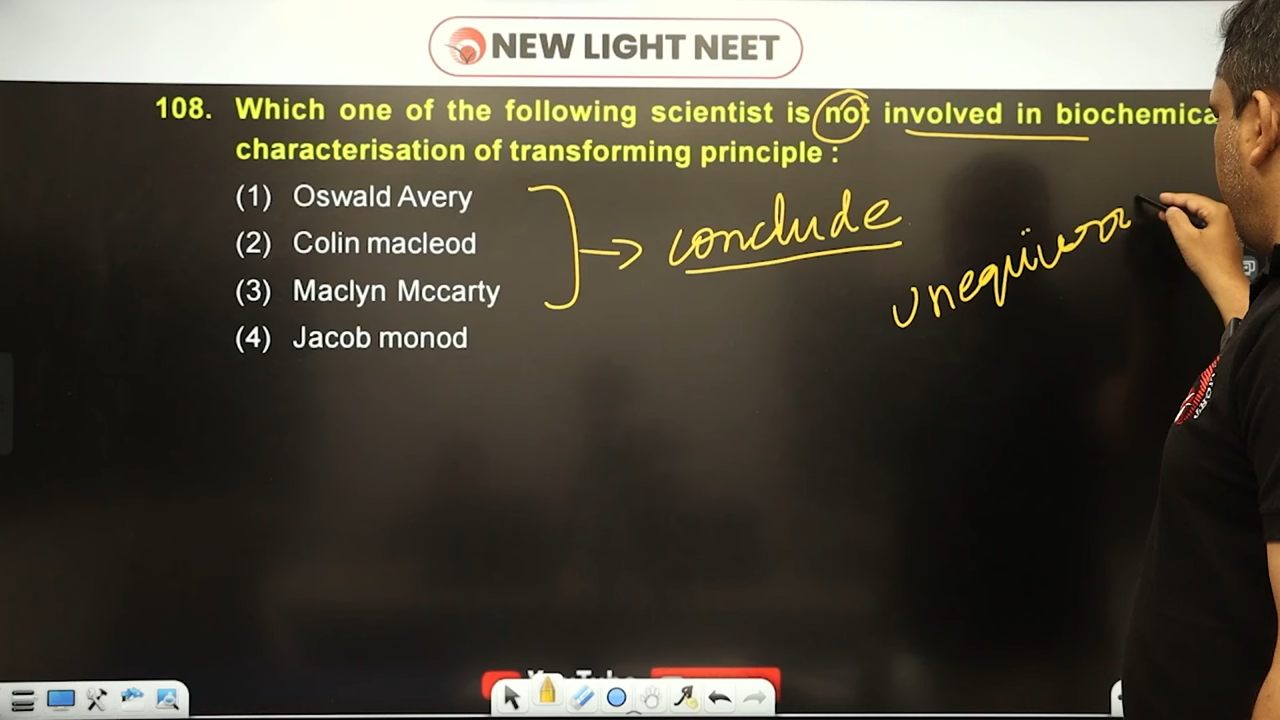 NEW LIGHT NEET
108. Which one of the following scientist is not involved in biochemica
characterisation of transforming principle :
(1) Oswald Avery
(2) Colin macleod
(3) Maclyn Mccarty
(4) Jacob monod
conclude
YouTube